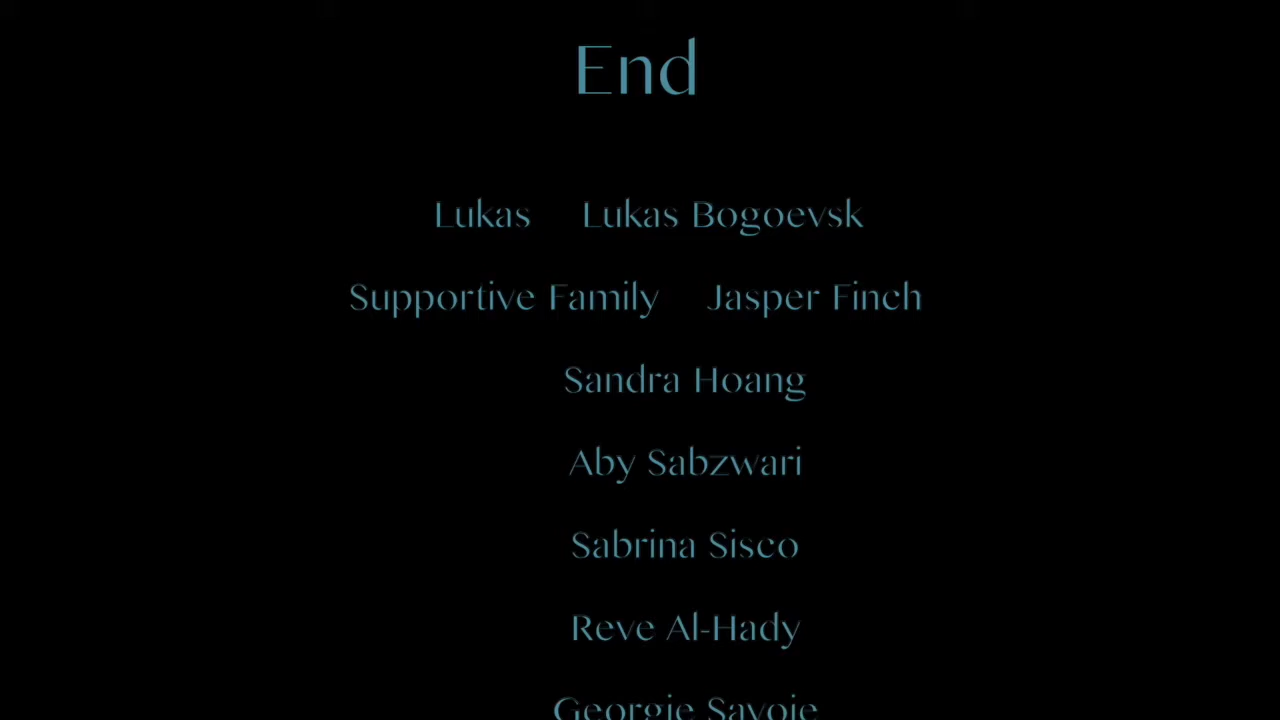 End
Lukas Lukas Bogoevsk
Supportive Family Jasper Finch
Sandra Hoang
Aby Sabzwari
Sabrina Sisco
Reve Al-Hady
Georgie Savoie